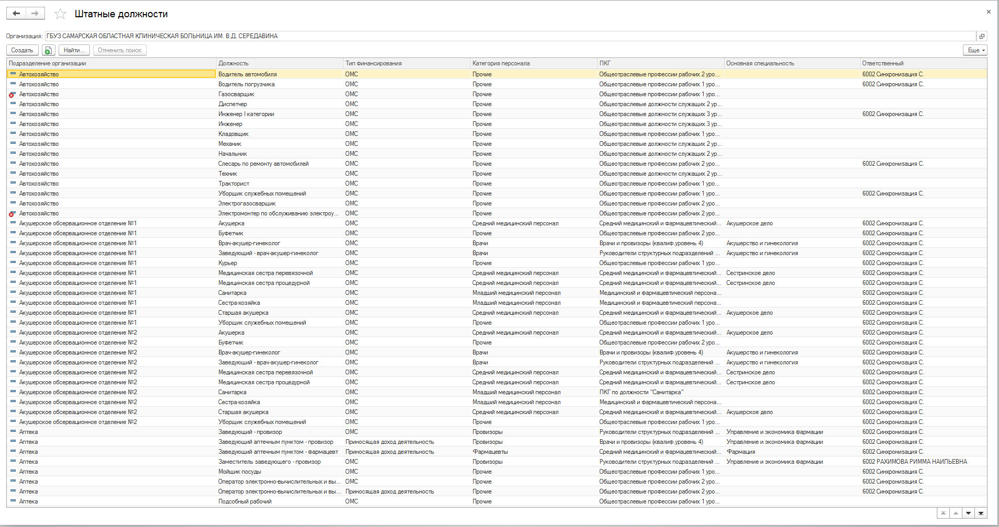 Штатные должности
Организация: ГБУЗ САМАРСКАЯ ОБЛАСТНАЯ КЛИНИЧЕСКАЯ БОЛЬНИЦА ИМ. В.Д. СЕРЕДАВИНА
Создать Найти... Отменить поиск Еще
Подразделение организации Должность Тип финансирования Категория персонала ПКГ Основная специальность Ответственный
Автохозяйство Водитель автомобиля ОМС Прочие Общеотраслевые профессии рабочих 2 уро... 6002 Синхронизация С.
Автохозяйство Водитель погрузчика ОМС Прочие Общеотраслевые профессии рабочих 1 уро... 6002 Синхронизация С.
Автохозяйство Газосварщик ОМС Прочие Общеотраслевые профессии рабочих 1 уро...
Автохозяйство Диспетчер ОМС Прочие Общеотраслевые должности служащих 2 ур...
Автохозяйство Инженер I категории ОМС Прочие Общеотраслевые должности служащих 3 ур... 6002 Синхронизация С.
Автохозяйство Инженер ОМС Прочие Общеотраслевые должности служащих 3 ур...
Автохозяйство Кладовщик ОМС Прочие Общеотраслевые профессии рабочих 1 уро...
Автохозяйство Механик ОМС Прочие Общеотраслевые должности служащих 2 ур...
Автохозяйство Начальник ОМС Прочие Общеотраслевые должности служащих 2 ур...
Автохозяйство Слесарь по ремонту автомобилей ОМС Прочие Общеотраслевые профессии рабочих 2 уро... 6002 Синхронизация С.
Автохозяйство Техник ОМС Прочие Общеотраслевые должности служащих 2 ур...
Автохозяйство Тракторист ОМС Прочие Общеотраслевые профессии рабочих 1 уро...
Автохозяйство Уборщик служебных помещений ОМС Прочие Общеотраслевые профессии рабочих 1 уро... 6002 Синхронизация С.
Автохозяйство Электрогазосварщик ОМС Прочие Общеотраслевые профессии рабочих 2 уро...
Автохозяйство Электромонтер по обслуживанию электроу... ОМС Прочие Общеотраслевые профессии рабочих 2 уро...
Акушерское обсервационное отделение №1 Акушерка ОМС Средний медицинский персонал Средний медицинский и фармацевтический... Акушерское дело 6002 Синхронизация С.
Акушерское обсервационное отделение №1 Буфетчик ОМС Прочие Общеотраслевые профессии рабочих 2 уро... 6002 Синхронизация С.
Акушерское обсервационное отделение №1 Врач-акушер-гинеколог ОМС Врачи Врачи и провизоры (квалиф.уровень 4) Акушерство и гинекология 6002 Синхронизация С.
Акушерское обсервационное отделение №1 Заведующий - врач-акушер-гинеколог ОМС Врачи Руководители структурных подразделений ... Акушерство и гинекология 6002 Синхронизация С.
Акушерское обсервационное отделение №1 Курьер ОМС Прочие Общеотраслевые профессии рабочих 1 уро... 6002 Синхронизация С.
Акушерское обсервационное отделение №1 Медицинская сестра перевязочной ОМС Средний медицинский персонал Средний медицинский и фармацевтический... Сестринское дело 6002 Синхронизация С.
Акушерское обсервационное отделение №1 Медицинская сестра процедурной ОМС Средний медицинский персонал Средний медицинский и фармацевтический... Сестринское дело 6002 Синхронизация С.
Акушерское обсервационное отделение №1 Санитарка ОМС Младший медицинский персонал Медицинский и фармацевтический персона... 6002 Синхронизация С.
Акушерское обсервационное отделение №1 Сестра-хозяйка ОМС Младший медицинский персонал Медицинский и фармацевтический персона... 6002 Синхронизация С.
Акушерское обсервационное отделение №1 Старшая акушерка ОМС Средний медицинский персонал Средний медицинский и фармацевтический... Акушерское дело 6002 Синхронизация С.
Акушерское обсервационное отделение №1 Уборщик служебных помещений ОМС Прочие Общеотраслевые профессии рабочих 1 уро... 6002 Синхронизация С.
Акушерское обсервационное отделение №2 Акушерка ОМС Средний медицинский персонал Средний медицинский и фармацевтический... Акушерское дело 6002 Синхронизация С.
Акушерское обсервационное отделение №2 Буфетчик ОМС Прочие Общеотраслевые профессии рабочих 2 уро... 6002 Синхронизация С.
Акушерское обсервационное отделение №2 Врач-акушер-гинеколог ОМС Врачи Врачи и провизоры (квалиф.уровень 4) Акушерство и гинекология 6002 Синхронизация С.
Акушерское обсервационное отделение №2 Заведующий - врач-акушер-гинеколог ОМС Врачи Руководители структурных подразделений ... Акушерство и гинекология 6002 Синхронизация С.
Акушерское обсервационное отделение №2 Медицинская сестра перевязочной ОМС Средний медицинский персонал Средний медицинский и фармацевтический... Сестринское дело 6002 Синхронизация С.
Акушерское обсервационное отделение №2 Медицинская сестра процедурной ОМС Средний медицинский персонал Средний медицинский и фармацевтический... Сестринское дело 6002 Синхронизация С.
Акушерское обсервационное отделение №2 Санитарка ОМС Младший медицинский персонал ПКГ по должности "Санитарка" 6002 Синхронизация С.
Акушерское обсервационное отделение №2 Сестра-хозяйка ОМС Младший медицинский персонал Медицинский и фармацевтический персона... 6002 Синхронизация С.
Акушерское обсервационное отделение №2 Старшая акушерка ОМС Средний медицинский персонал Средний медицинский и фармацевтический... Акушерское дело 6002 Синхронизация С.
Акушерское обсервационное отделение №2 Уборщик служебных помещений ОМС Прочие Общеотраслевые профессии рабочих 1 уро... 6002 Синхронизация С.
Аптека Заведующий - провизор ОМС Провизоры Руководители структурных подразделений ... Управление и экономика фармации 6002 Синхронизация С.
Аптека Заведующий аптечным пунктом - провизор Приносящая доход деятельность Провизоры Врачи и провизоры (квалиф.уровень 4) Управление и экономика фармации 6002 Синхронизация С.
Аптека Заведующий аптечным пунктом - фармацевт Приносящая доход деятельность Фармацевты Средний медицинский и фармацевтический... Фармация 6002 Синхронизация С.
Аптека Заместитель заведующего - провизор ОМС Провизоры Руководители структурных подразделений ... Управление и экономика фармации 6002 РАХИМОВА РИММА НАИЛЬЕВНА
Аптека Мойщик посуды ОМС Прочие Общеотраслевые профессии рабочих 1 уро... 6002 Синхронизация С.
Аптека Оператор электронно-вычислительных и вы... ОМС Прочие Общеотраслевые профессии рабочих 2 уро... 6002 Синхронизация С.
Аптека Оператор электронно-вычислительных и вы... Приносящая доход деятельность Прочие Общеотраслевые профессии рабочих 2 уро... 6002 Синхронизация С.
Аптека Подсобный рабочий ОМС Прочие Общеотраслевые профессии рабочих 1 уро... 6002 Синхронизация С.